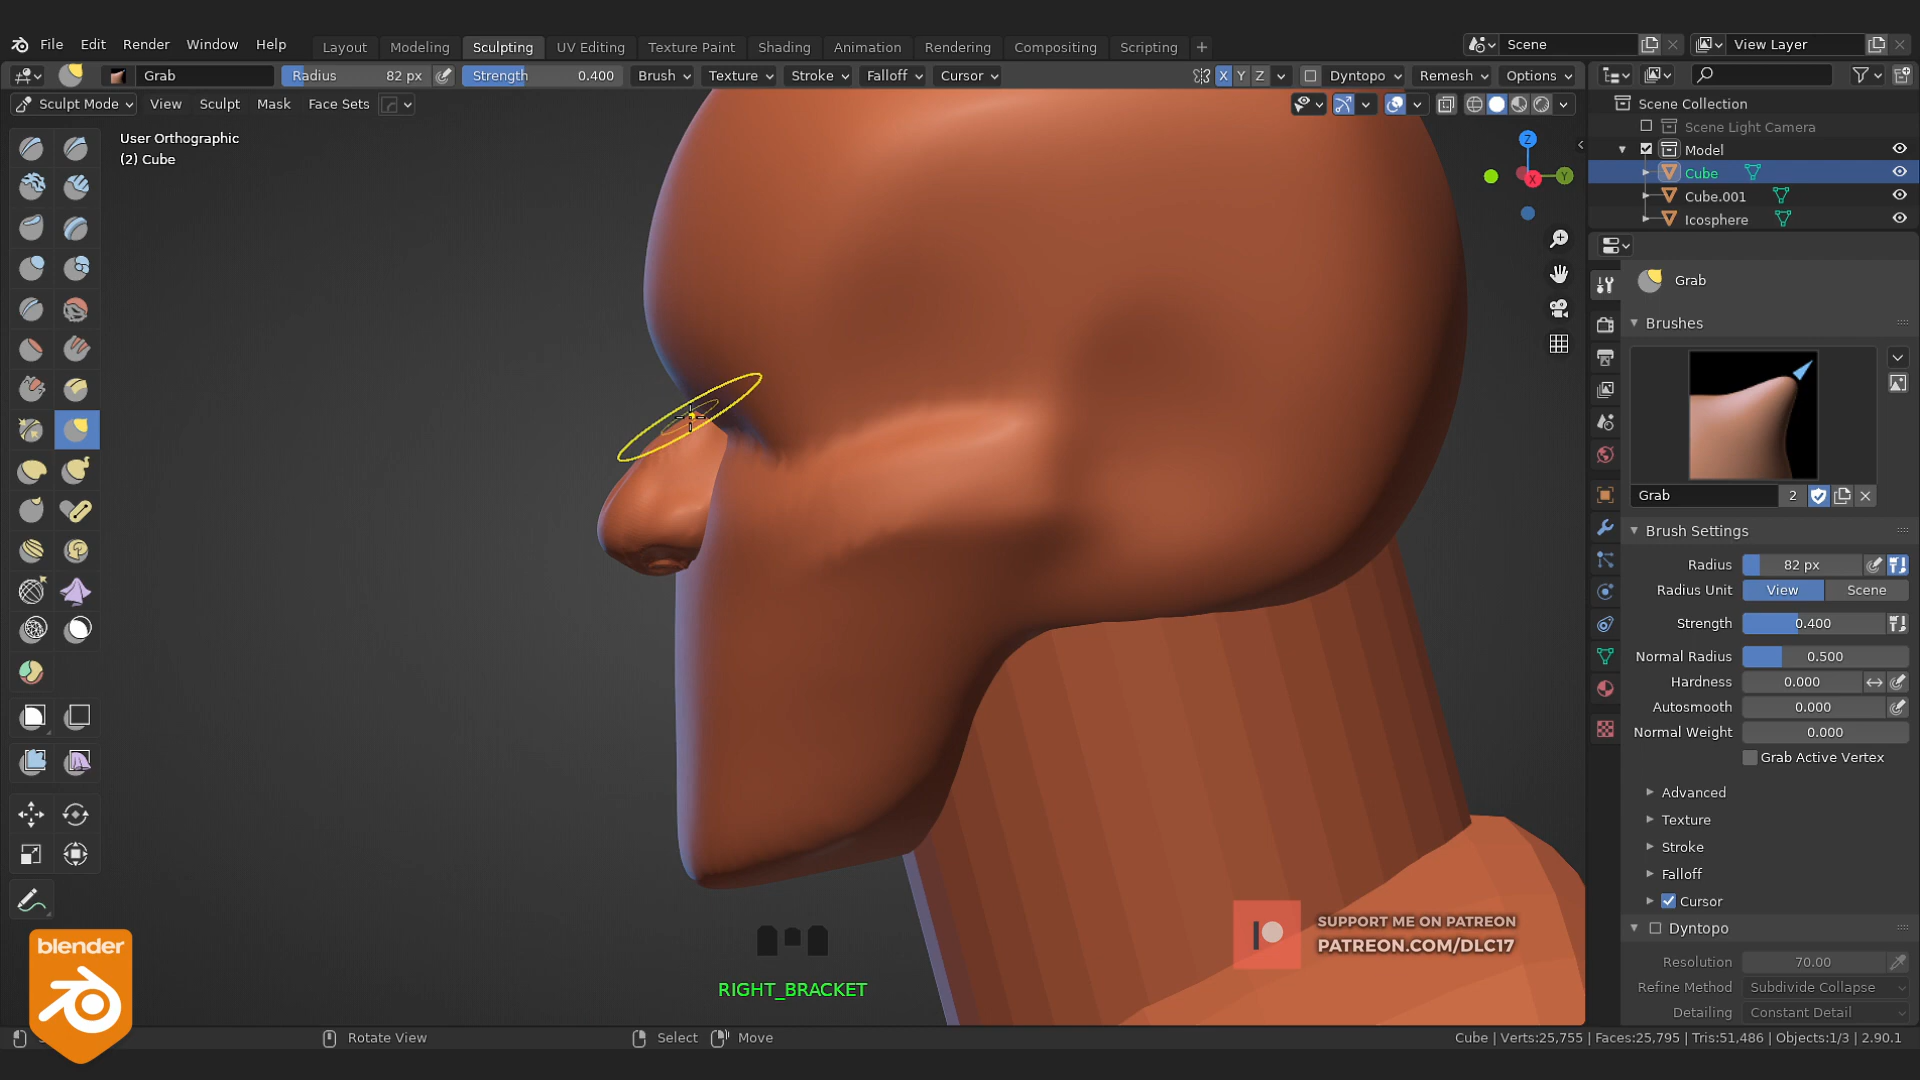 File Edit Render Window Help
Layout Modeling Sculpting UV Editing Texture Paint Shading Animation Rendering Compositing Scripting +
Scene
View Layer
Grab
Radius 82 px
Strength 0.400
Brush Texture Stroke Falloff Cursor
X Y Z
Dyntopo Remesh Options
Sculpt Mode View Sculpt Mask Face Sets
User Orthographic
(2) Cube
Z
Y
X
Scene Collection
Scene Light Camera
Model
Cube
Cube.001
Icosphere
Grab
Brushes
Grab 2
Brush Settings
Radius 82 px
Radius Unit View Scene
Strength 0.400
Normal Radius 0.500
Hardness 0.000
Autosmooth 0.000
Normal Weight 0.000
Grab Active Vertex
Advanced
Texture
Stroke
Falloff
Cursor
Dyntopo
Resolution 70.00
Refine Method Subdivide Collapse
Detailing Constant Detail
SUPPORT ME ON PATREON
PATREON.COM/DLC17
RIGHT_BRACKET
blender
Rotate View
Select
Move
Cube | Verts:25,755 | Faces:25,795 | Tris:51,486 | Objects:1/3 | 2.90.1